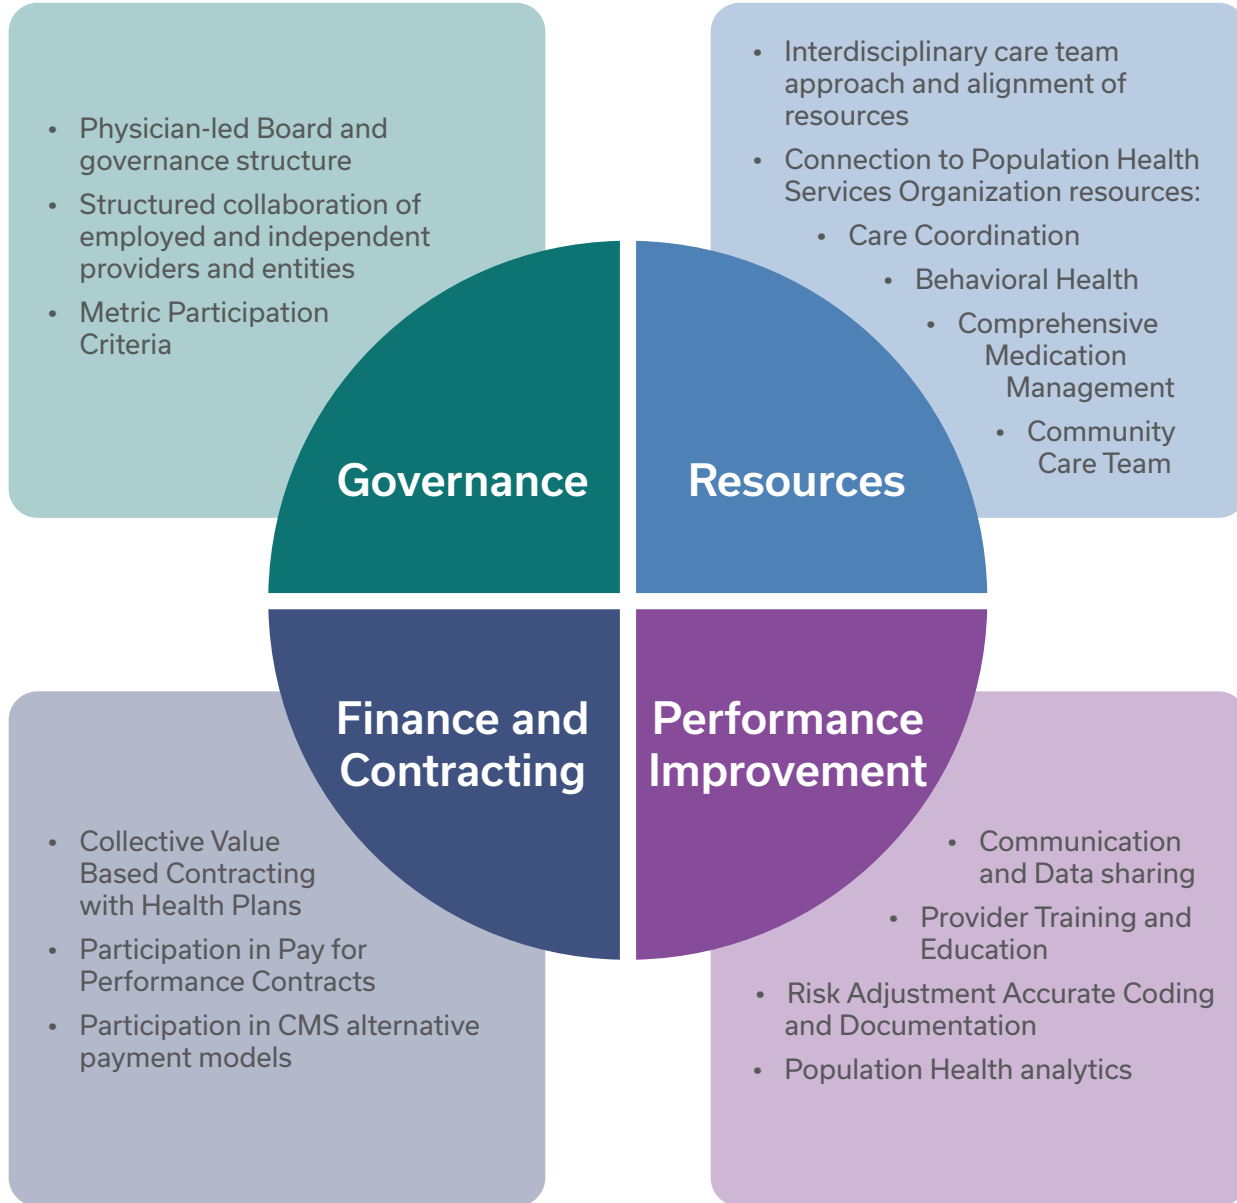 • Physician-led Board and
governance structure
• Structured collaboration of
employed and independent
providers and entities
• Metric Participation
Criteria
Governance
• Interdisciplinary care team
approach and alignment of
resources
• Connection to Population Health
Services Organization resources:
• Care Coordination
• Behavioral Health
• Comprehensive
Medication
Management
• Community
Care Team
Resources
Finance and
Contracting
• Collective Value
Based Contracting
with Health Plans
• Participation in Pay for
Performance Contracts
• Participation in CMS alternative
payment models
Performance
Improvement
• Communication
and Data sharing
• Provider Training and
Education
• Risk Adjustment Accurate Coding
and Documentation
• Population Health analytics